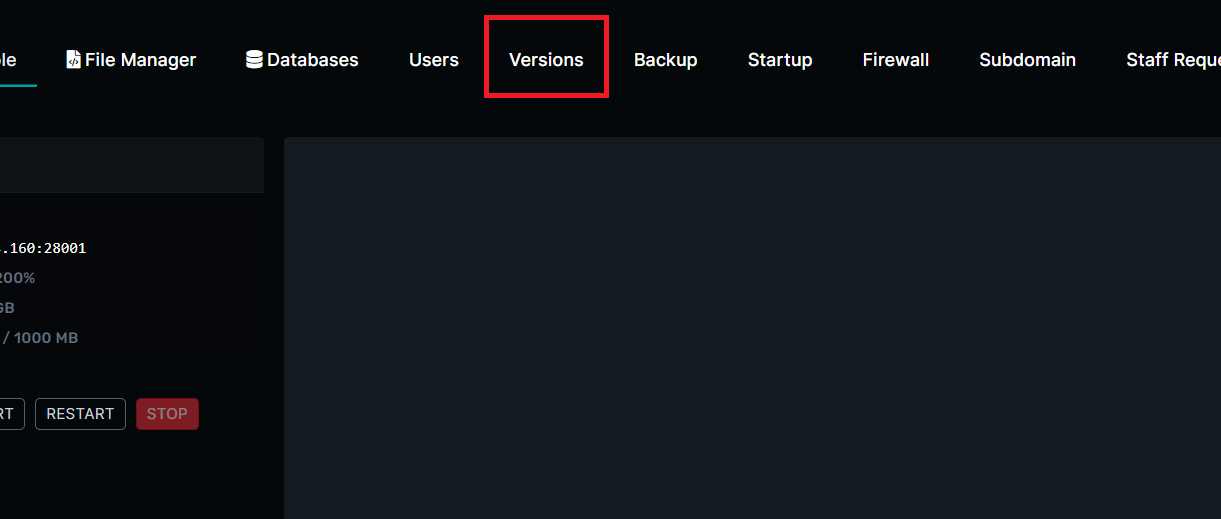 le File Manager Databases Users Versions Backup Startup Firewall Subdomain Staff Reque
.160:28001
200%
GB
/ 1000 MB
RT RESTART STOP